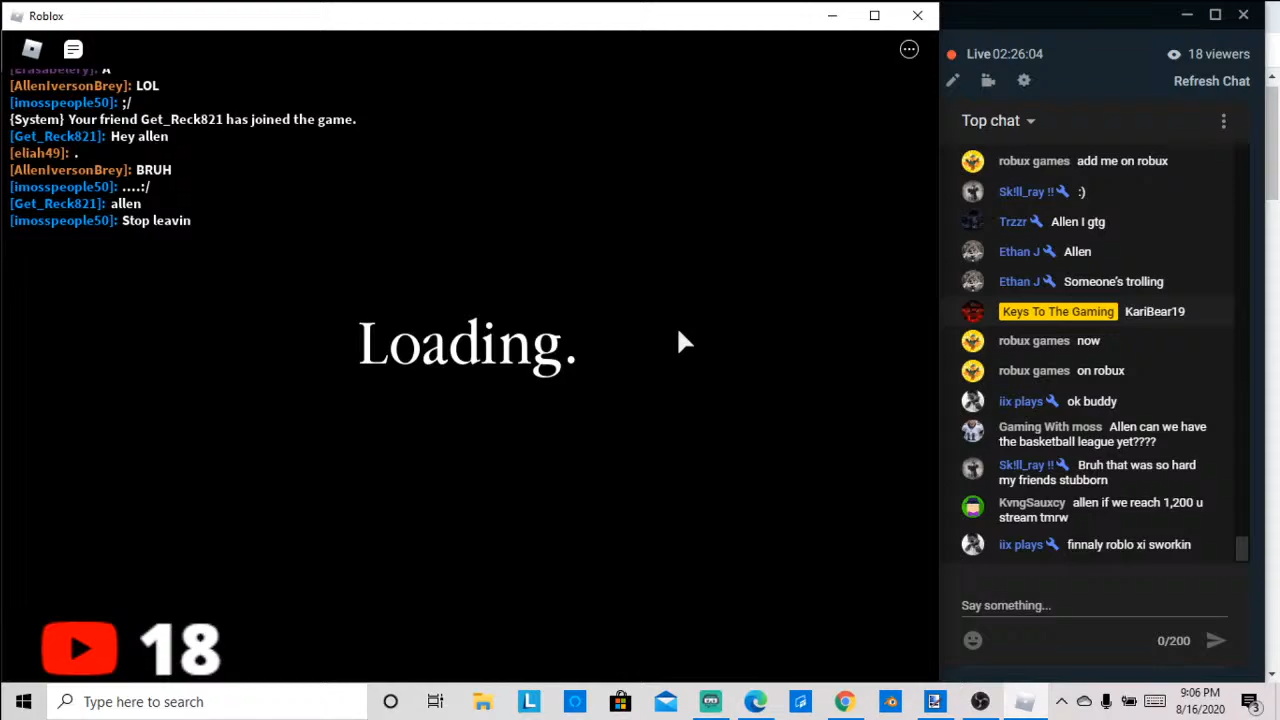 Roblox
[Erasabelery]: A
[AllenIversonBrey]: LOL
[imosspeople50]: ;/
{System} Your friend Get_Reck821 has joined the game.
[Get_Reck821]: Hey allen
[eliah49]: .
[AllenIversonBrey]: BRUH
[imosspeople50]: ....:/
[Get_Reck821]: allen
[imosspeople50]: Stop leavin
Loading.
18
Live 02:26:04
18 viewers
Refresh Chat
Top chat
robux games add me on robux
Sk!ll_ray !! :)
Trzzr Allen I gtg
Ethan J Allen
Ethan J Someone's trolling
Keys To The Gaming KariBear19
robux games now
robux games on robux
iix plays ok buddy
Gaming With moss Allen can we have
the basketball league yet????
Sk!ll_ray !! Bruh that was so hard
my friends stubborn
KvngSauxcy allen if we reach 1,200 u
stream tmrw
iix plays finnaly roblo xi sworkin
Say something...
0/200
Type here to search
L
9:06 PM
8/16/2020
3